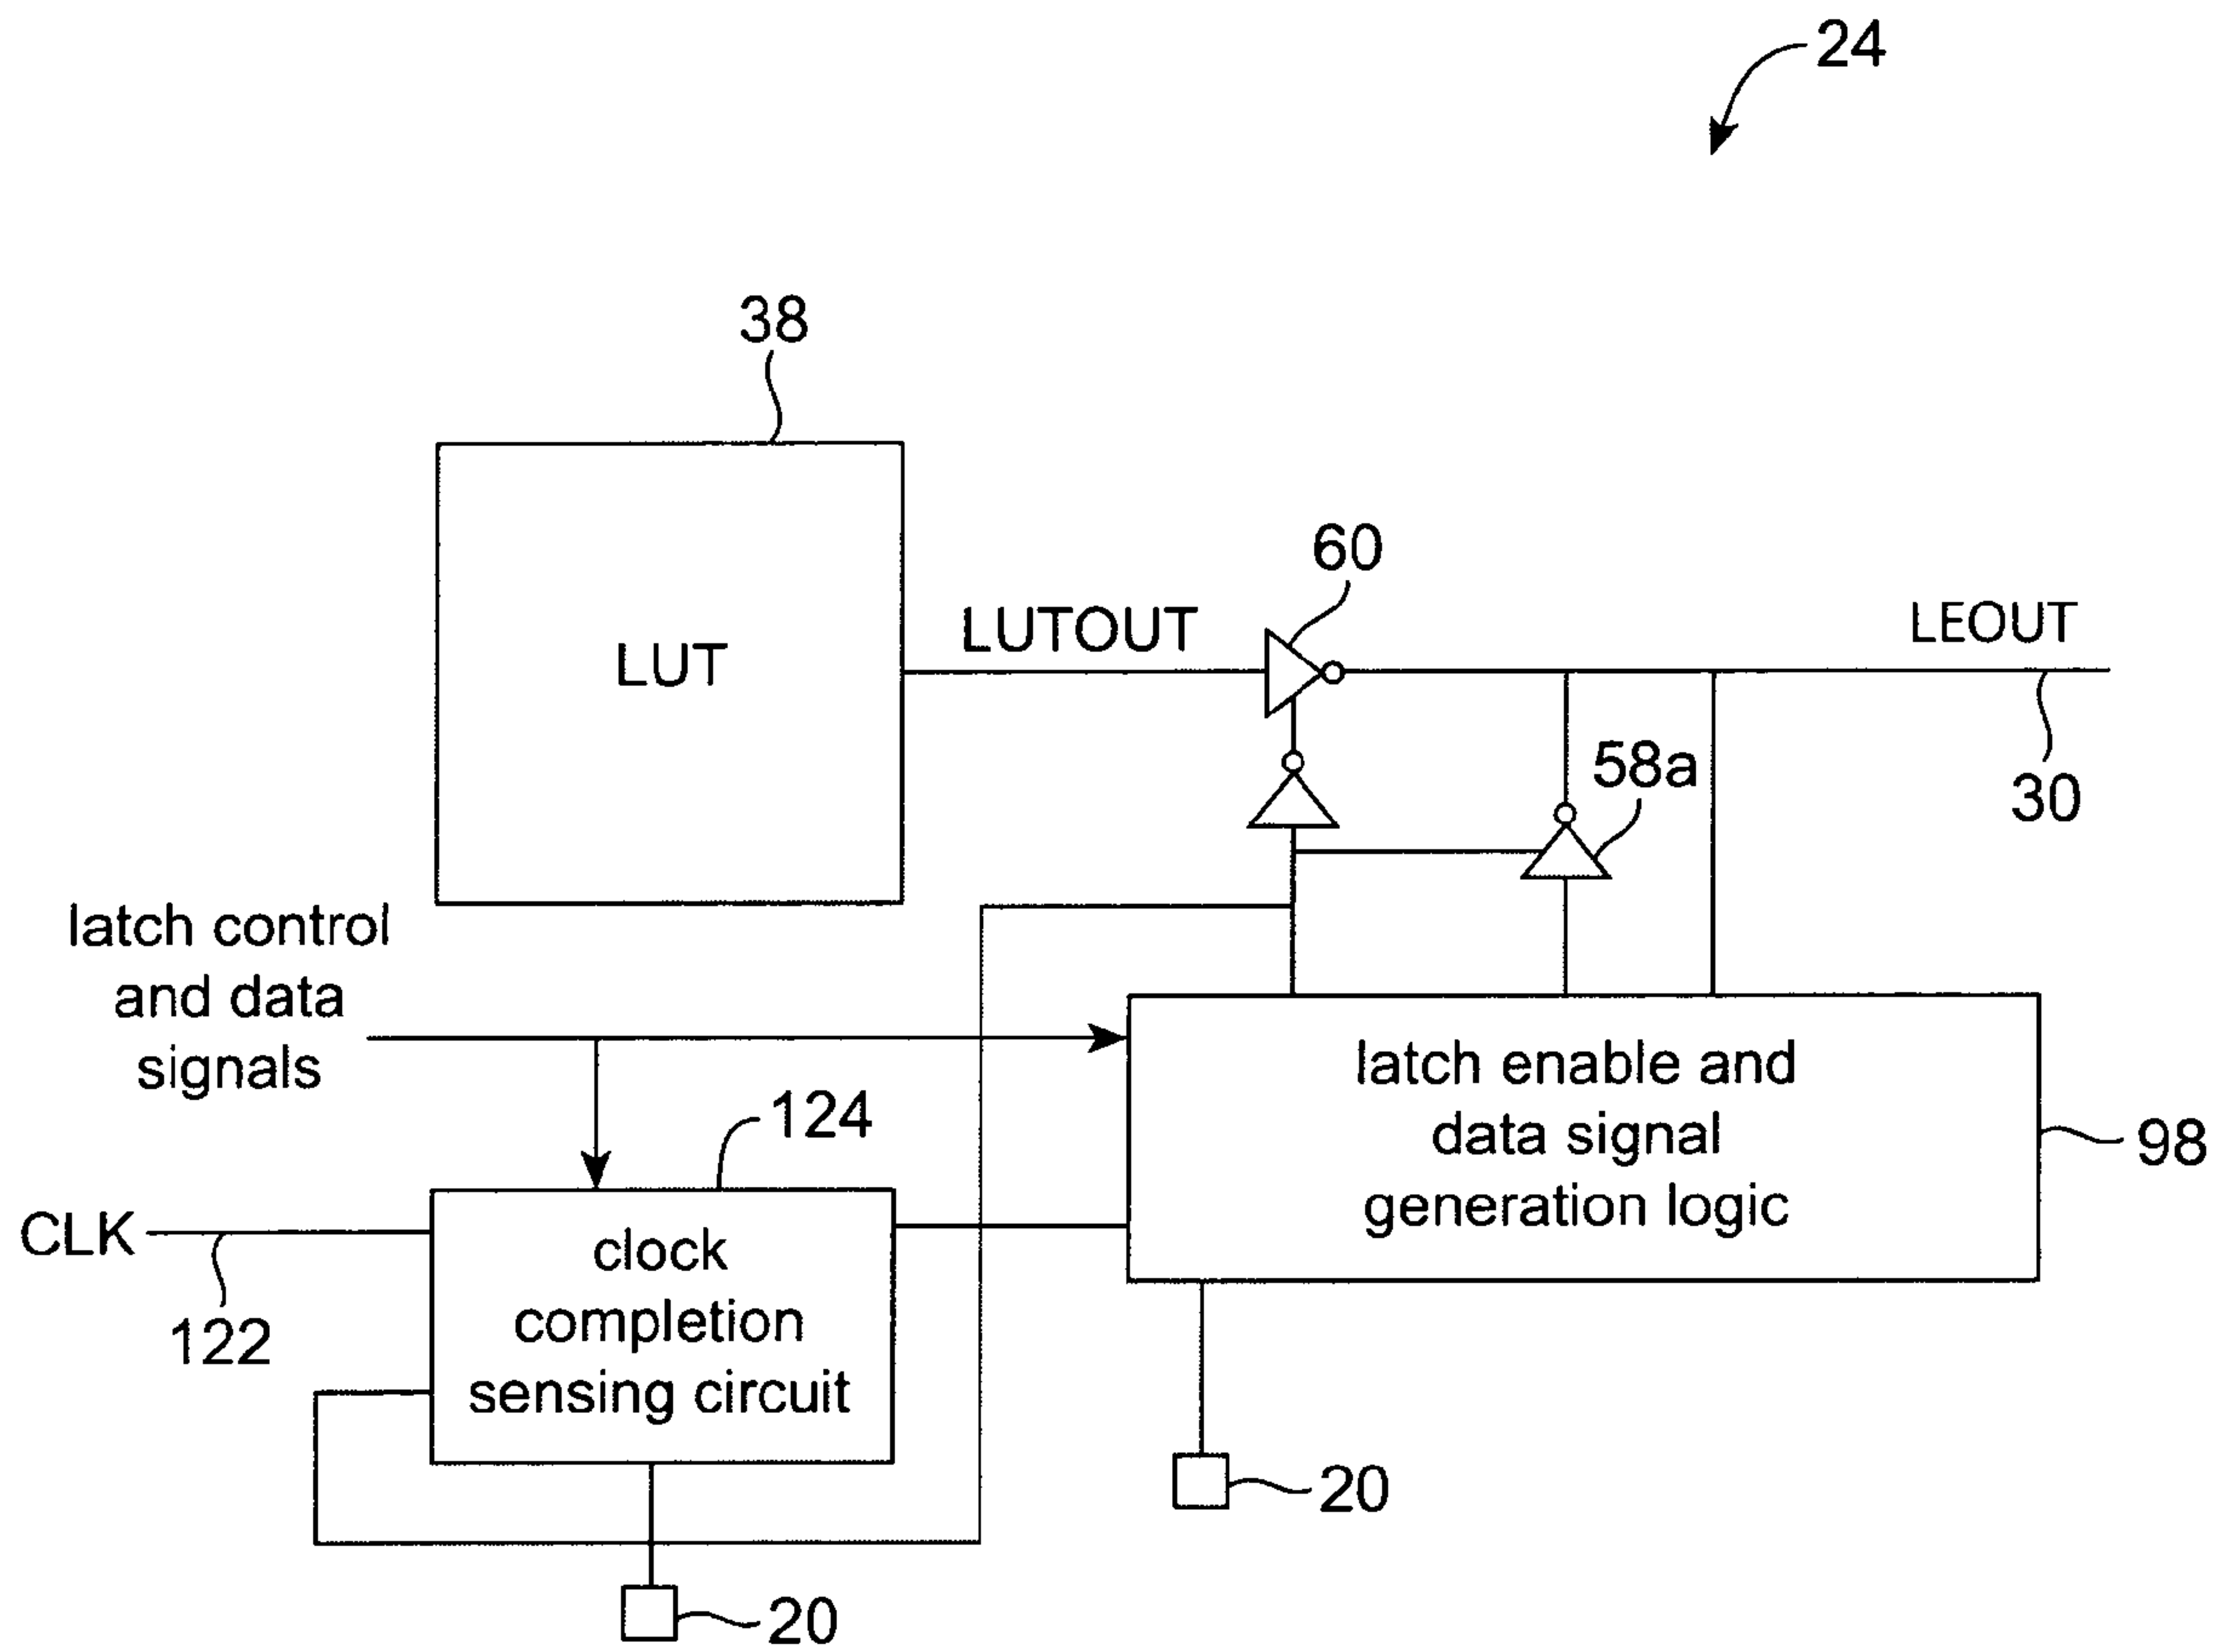 24
38
60
LUTOUT
LEOUT
LUT
58a
30
latch control
and data
signals
latch enable and
data signal
generation logic
98
124
CLK
122
clock
completion
sensing circuit
20
20